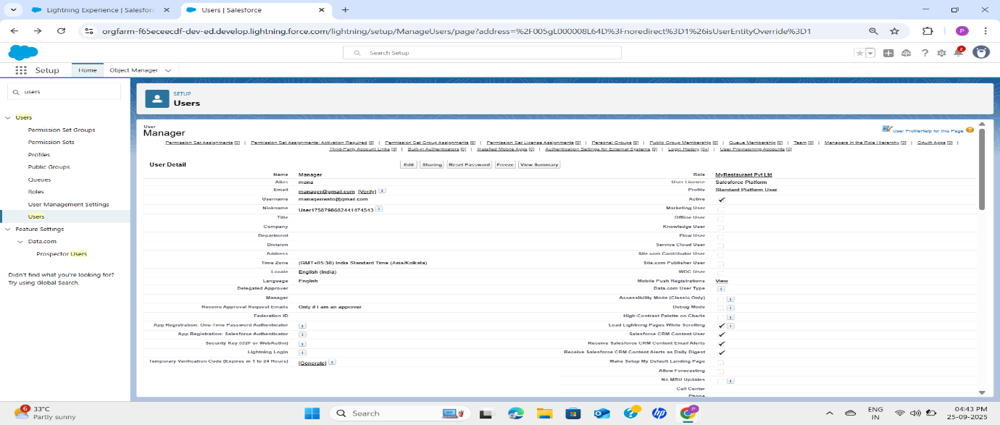 Lightning Experience | Salesforc
Users | Salesforce
orgfarm-f65eceecdf-dev-ed.develop.lightning.force.com/lightning/setup/ManageUsers/page?address=%2F005gL000008L64D%3Fnoredirect%3D1%26isUserEntityOverride%3D1
P
Search Setup
2
Setup
Home
Object Manager
users
Users
Permission Set Groups
Permission Sets
Profiles
Public Groups
Queues
Roles
User Management Settings
Users
Feature Settings
Data.com
Prospector Users
Didn't find what you're looking for?
Try using Global Search.
SETUP
Users
User
Manager
User Profile Help for this Page
Permission Set Assignments [0] | Permission Set Assignments: Activation Required [0] | Permission Set Group Assignments [0] | Permission Set License Assignments [0] | Personal Groups [0] | Public Group Membership [0] | Queue Membership [0] | Team [0] | Managers in the Role Hierarchy [0] | OAuth Apps [0] |
Third-Party Account Links [0] | Built-in Authenticators [0] | Installed Mobile Apps [0] | Authentication Settings for External Systems [0] | Login History [0+] | User Provisioning Accounts [0]
User Detail
Edit Sharing Reset Password Freeze View Summary
Name Manager Role MyRestaurant Pvt Ltd
Alias mana User License Salesforce Platform
Email manager@gmail.com [Verify] i Profile Standard Platform User
Username managerresto@gmail.com Active
Nickname User1758798682441474543 i Marketing User
Title Offline User
Company Knowledge User
Department Flow User
Division Service Cloud User
Address Site.com Contributor User
Time Zone (GMT+05:30) India Standard Time (Asia/Kolkata) Site.com Publisher User
Locale English (India) WDC User
Language English Mobile Push Registrations View
Delegated Approver Data.com User Type i
Manager Accessibility Mode (Classic Only) i
Receive Approval Request Emails Only if I am an approver Debug Mode i
Federation ID High-Contrast Palette on Charts i
App Registration: One-Time Password Authenticator i Load Lightning Pages While Scrolling i
App Registration: Salesforce Authenticator i Salesforce CRM Content User
Security Key (U2F or WebAuthn) i Receive Salesforce CRM Content Email Alerts
Lightning Login i Receive Salesforce CRM Content Alerts as Daily Digest
Temporary Verification Code (Expires in 1 to 24 Hours) [Generate] i Make Setup My Default Landing Page
Allow Forecasting
No MRU Updates i
Call Center
Phone
6
33°C
Partly sunny
Search
hp
P
ENG
IN
04:43 PM
25-09-2025